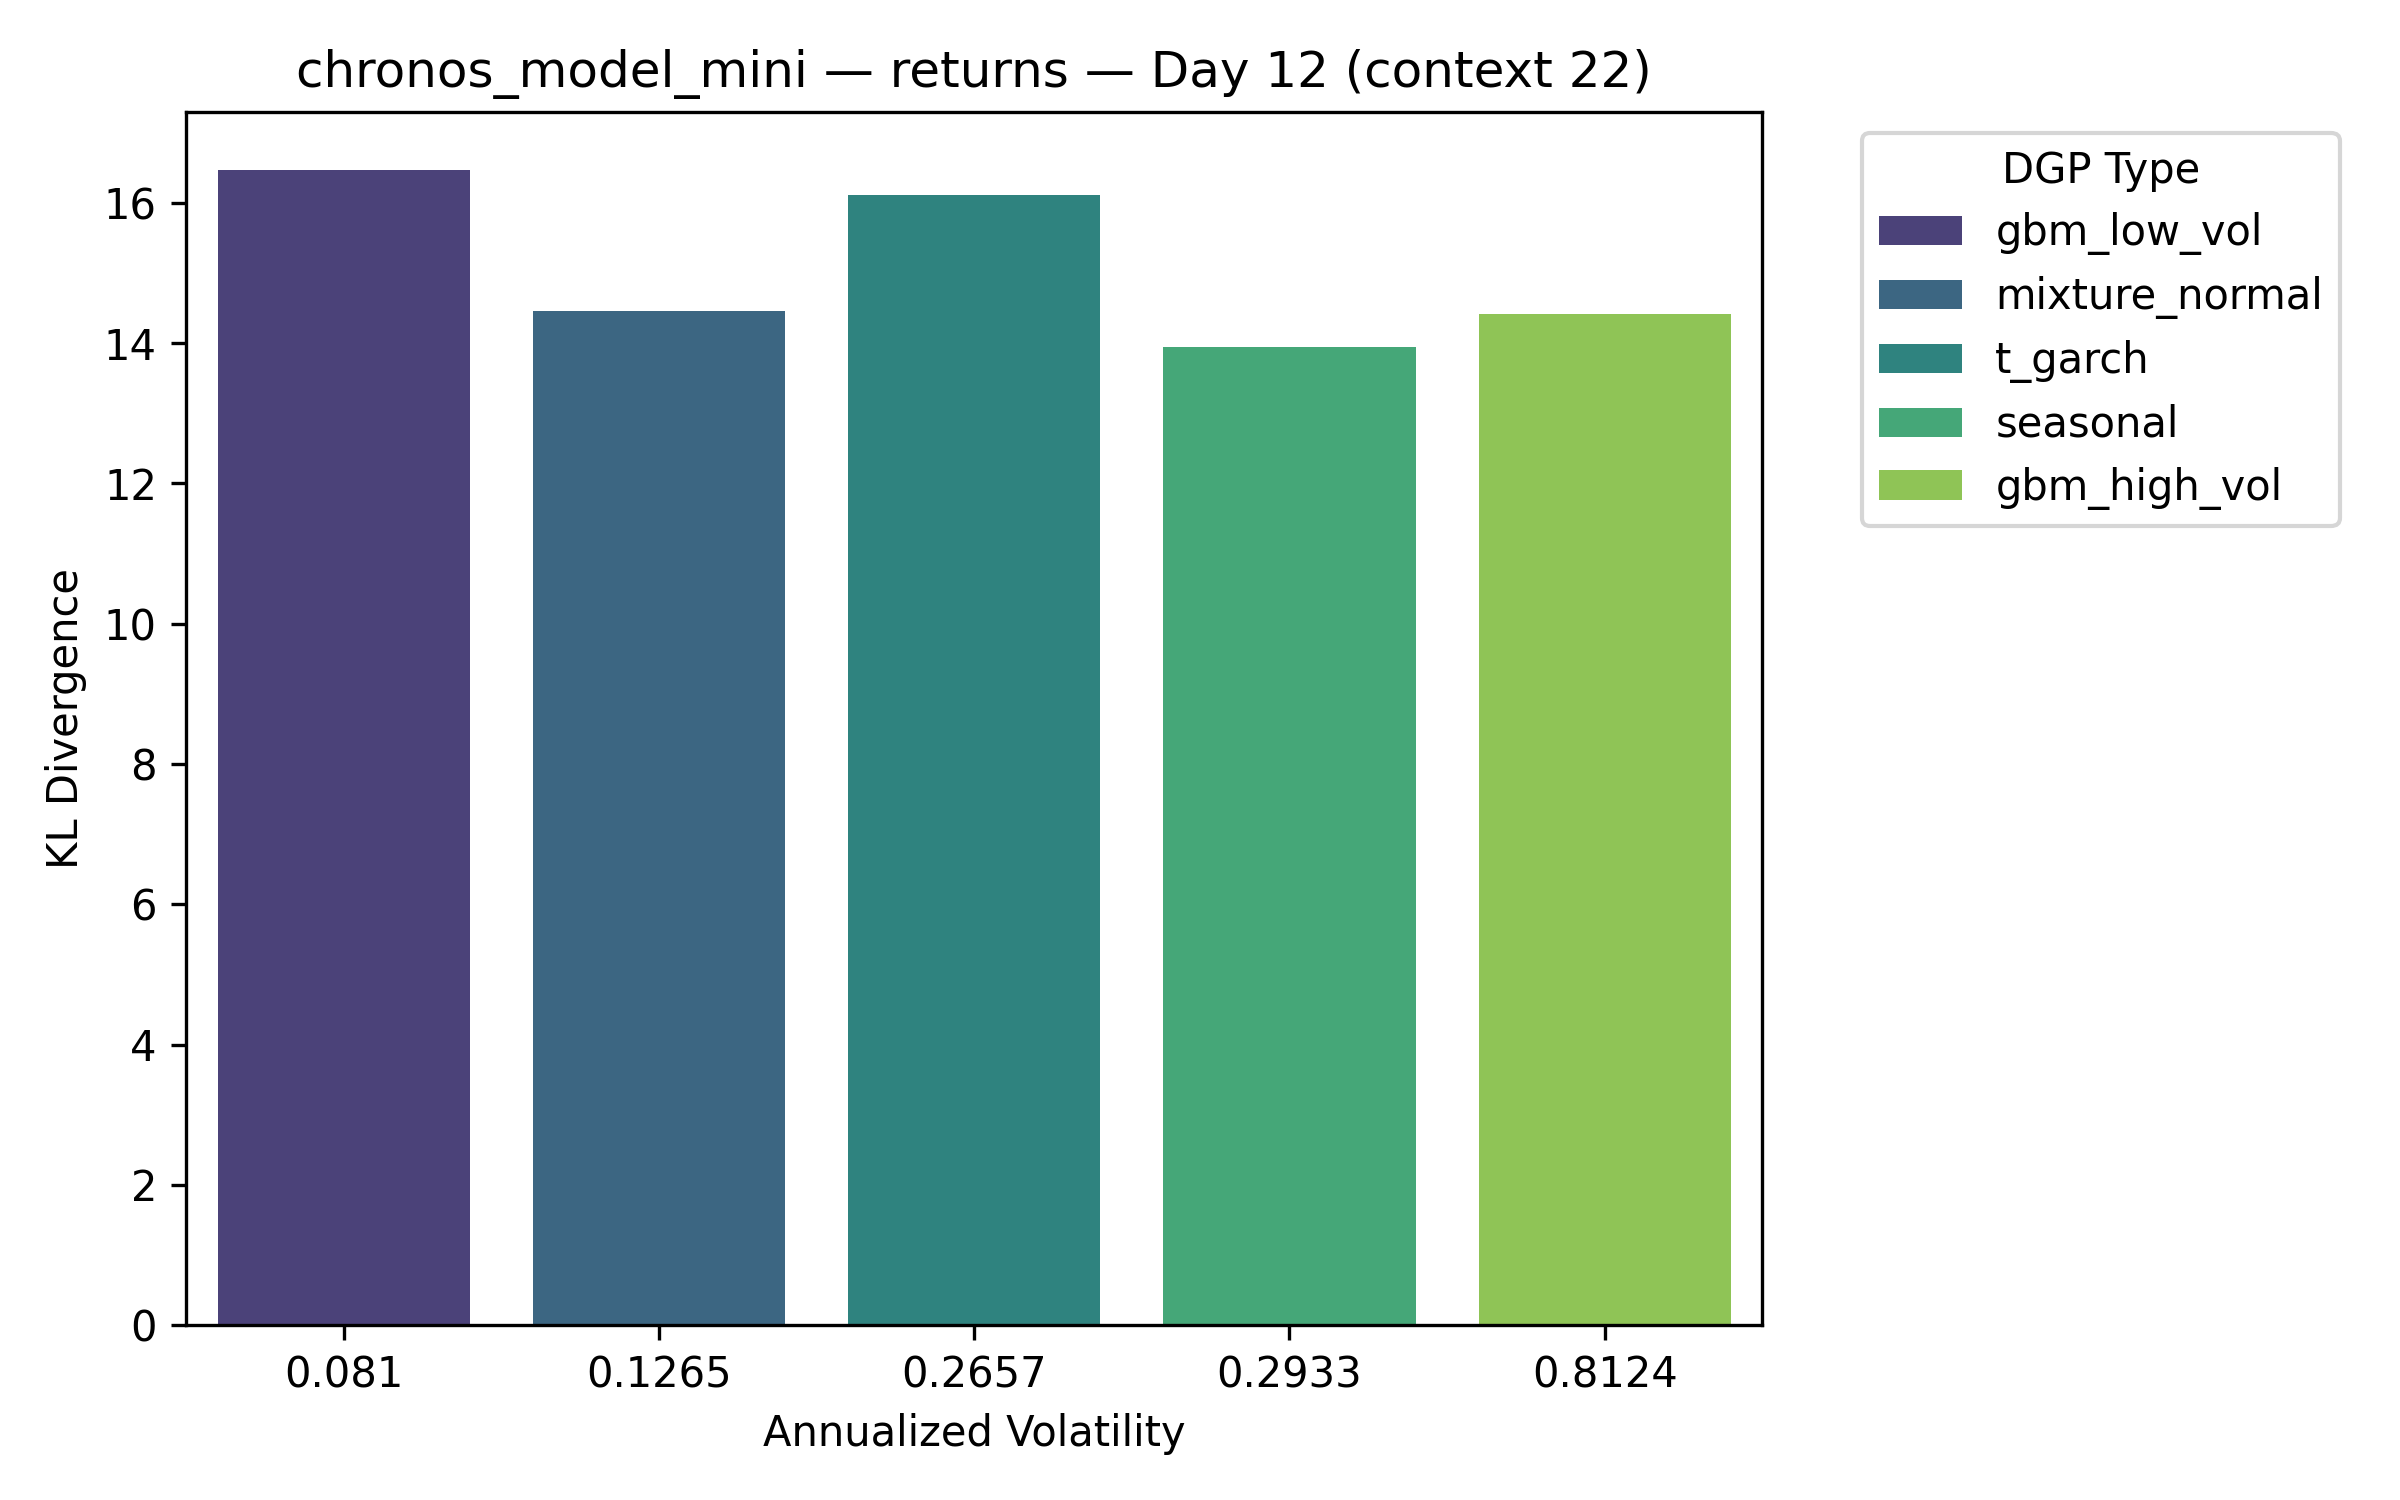 chronos_model_mini — returns — Day 12 (context 22)
DGP Type
gbm_low_vol
mixture_normal
t_garch
seasonal
gbm_high_vol
KL Divergence
16
14
12
10
8
6
4
2
0
0.081 0.1265 0.2657 0.2933 0.8124
Annualized Volatility